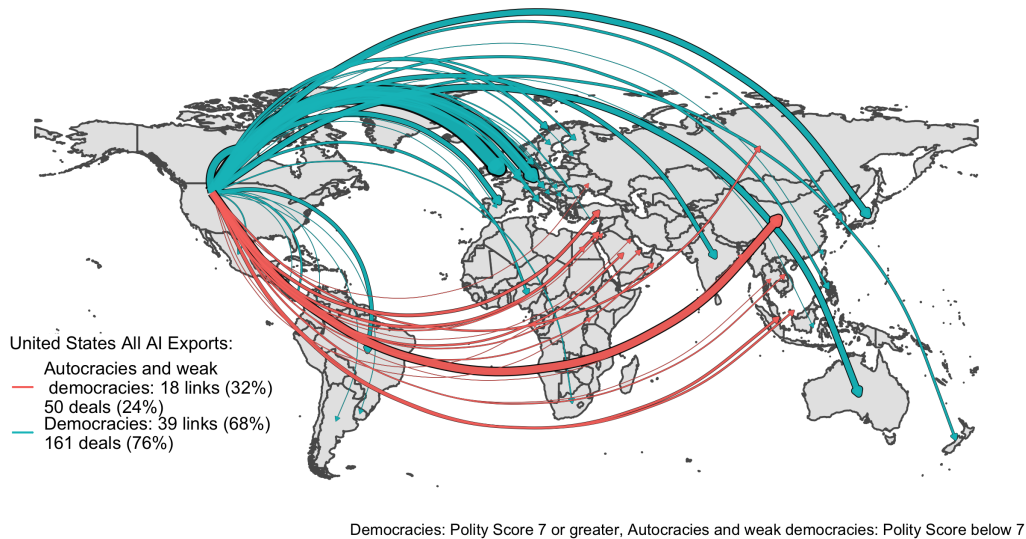 United States All AI Exports:
Autocracies and weak
democracies: 18 links (32%)
50 deals (24%)
Democracies: 39 links (68%)
161 deals (76%)
Democracies: Polity Score 7 or greater, Autocracies and weak democracies: Polity Score below 7